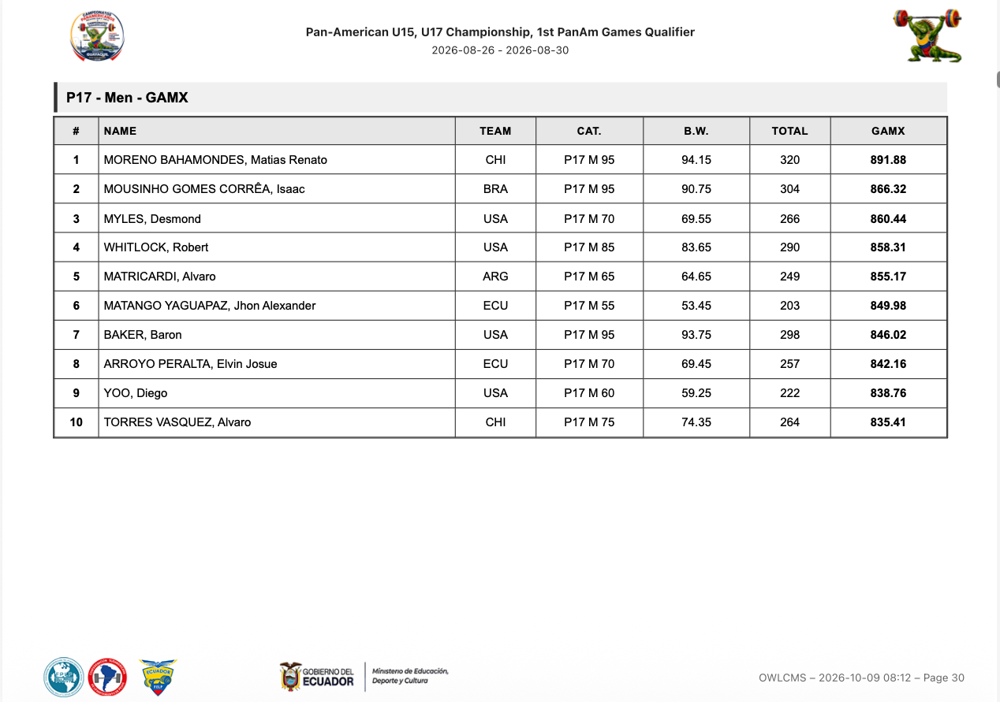 CAMPEONATOS
PANAMERICANOS
GUAYAQUIL
Pan-American U15, U17 Championship, 1st PanAm Games Qualifier
2026-08-26 - 2026-08-30
P17 - Men - GAMX
# NAME TEAM CAT. B.W. TOTAL GAMX
1 MORENO BAHAMONDES, Matias Renato CHI P17 M 95 94.15 320 891.88
2 MOUSINHO GOMES CORRÊA, Isaac BRA P17 M 95 90.75 304 866.32
3 MYLES, Desmond USA P17 M 70 69.55 266 860.44
4 WHITLOCK, Robert USA P17 M 85 83.65 290 858.31
5 MATRICARDI, Alvaro ARG P17 M 65 64.65 249 855.17
6 MATANGO YAGUAPAZ, Jhon Alexander ECU P17 M 55 53.45 203 849.98
7 BAKER, Baron USA P17 M 95 93.75 298 846.02
8 ARROYO PERALTA, Elvin Josue ECU P17 M 70 69.45 257 842.16
9 YOO, Diego USA P17 M 60 59.25 222 838.76
10 TORRES VASQUEZ, Alvaro CHI P17 M 75 74.35 264 835.41
ECUADOR
GOBIERNO DEL
ECUADOR
Ministerio de Educación,
Deporte y Cultura
OWLCMS – 2026-10-09 08:12 – Page 30